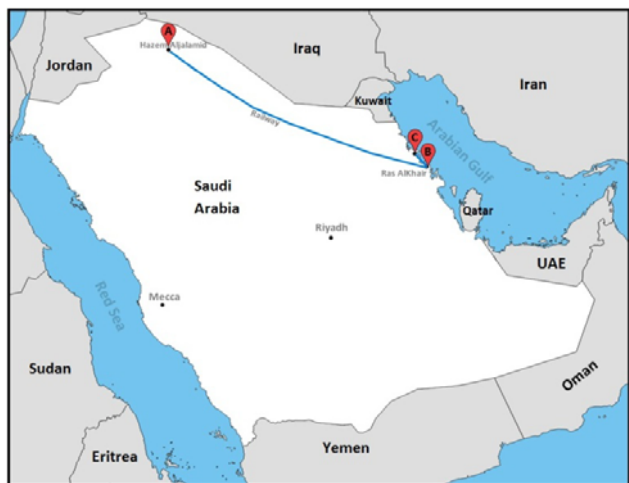 A
Hazem Aljalamid
Iraq
Jordan
Iran
Kuwait
Railway
Arabian Gulf
C
B
Ras AlKhair
Saudi
Arabia
Qatar
Riyadh
UAE
Red Sea
Mecca
Sudan
Oman
Yemen
Eritrea